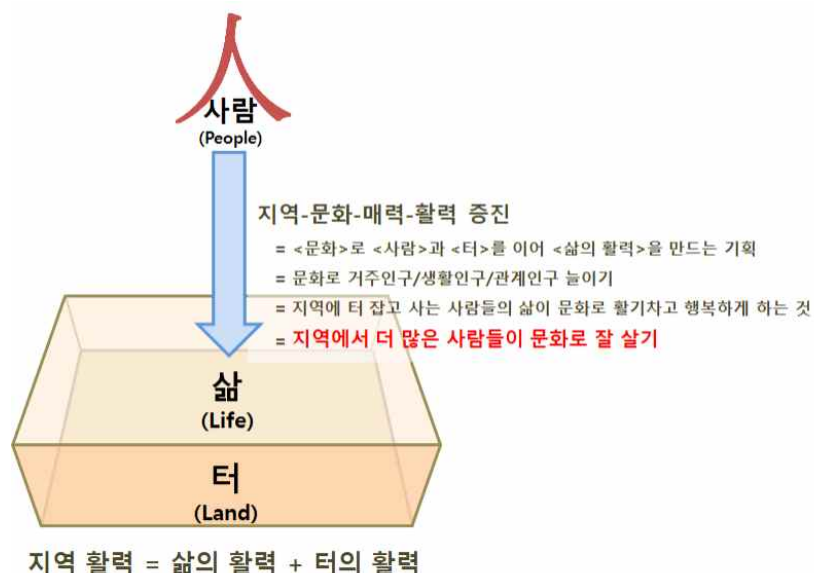 사람
(People)
지역-문화-매력-활력 증진
= <문화>로 <사람>과 <터>를 이어 <삶의 활력>을 만드는 기획
= 문화로 거주인구/생활인구/관계인구 늘이기
= 지역에 터 잡고 사는 사람들의 삶이 문화로 활기차고 행복하게 하는 것
= 지역에서 더 많은 사람들이 문화로 잘 살기
삶
(Life)
터
(Land)
지역 활력 = 삶의 활력 + 터의 활력